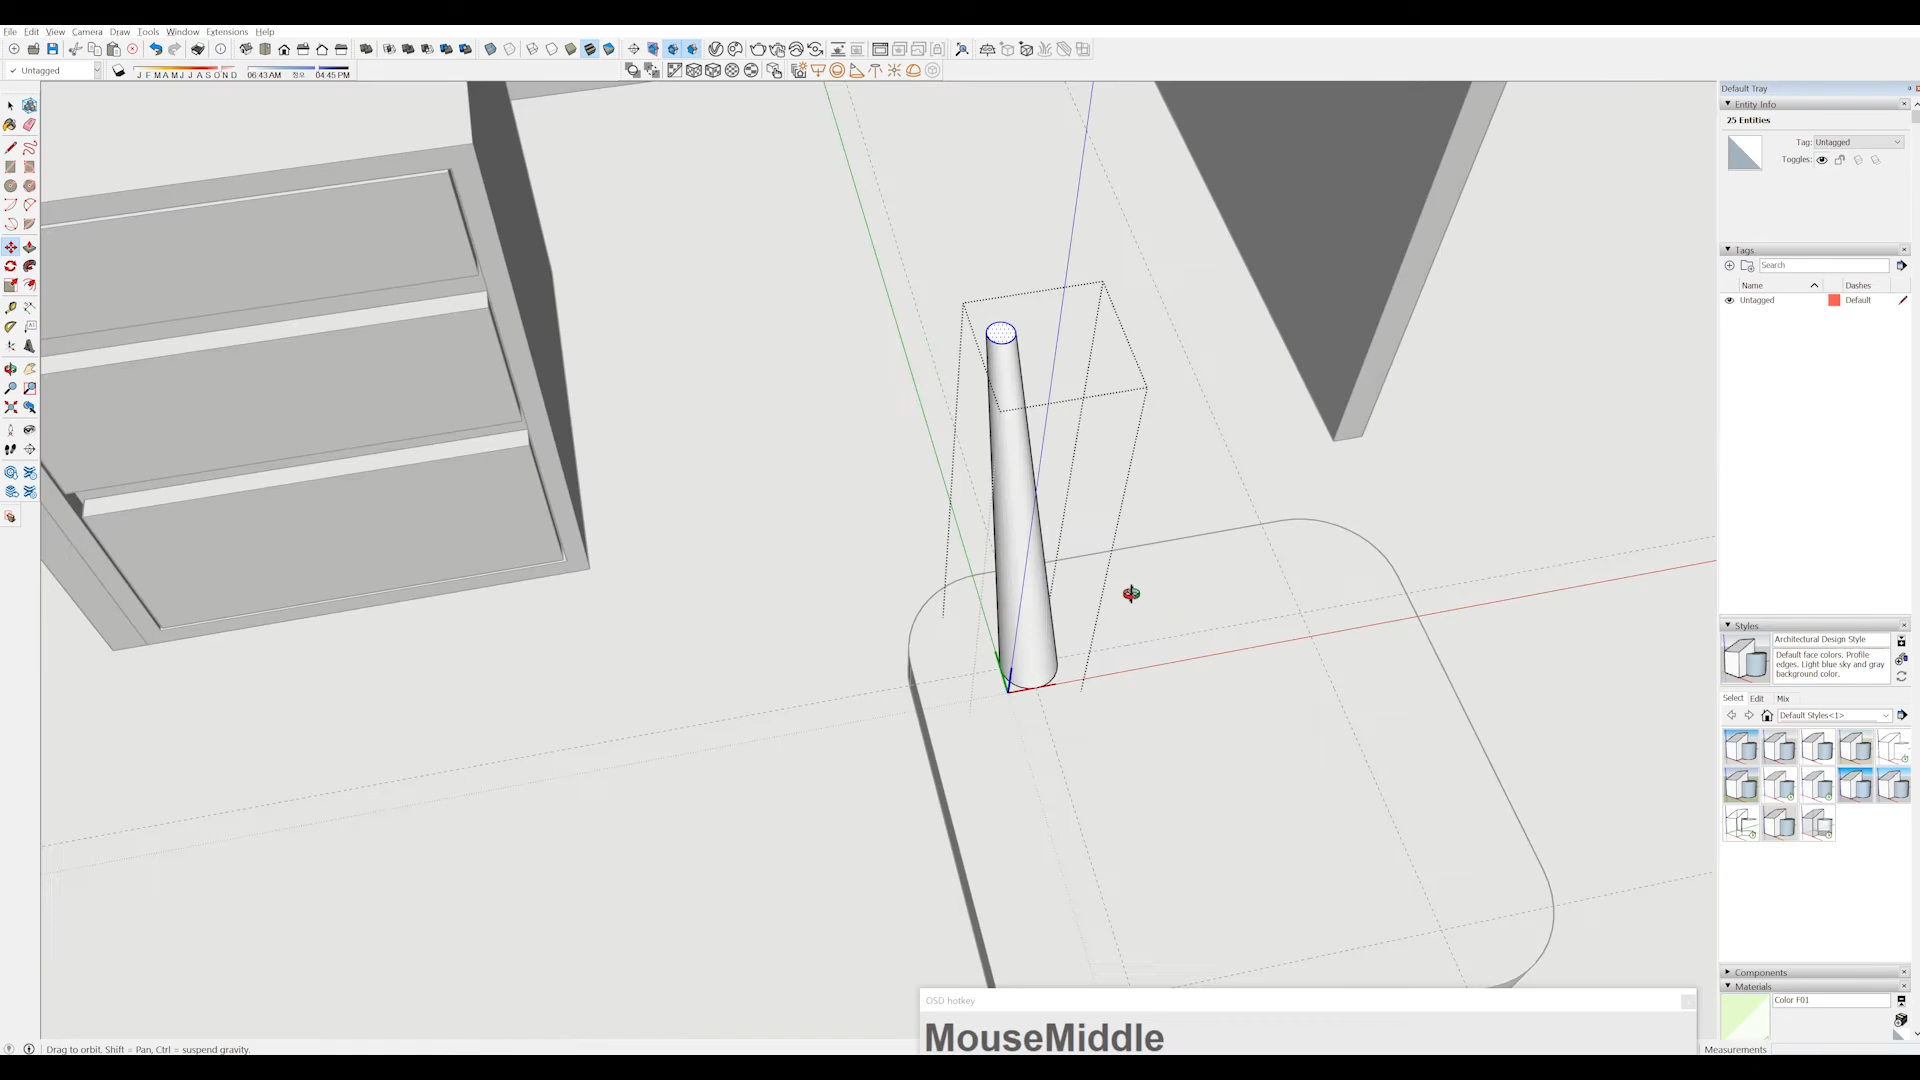 File Edit View Camera Draw Tools Window Extensions Help
✓ Untagged
J F M A M J J A S O N D 06:43 AM 정오 04:45 PM
Default Tray
Entity Info
25 Entities
Tag: Untagged
Toggles:
Tags
Search
Name Dashes
Untagged Default
Styles
Architectural Design Style
Default face colors. Profile
edges. Light blue sky and gray
background color.
Select Edit Mix
Default Styles<1>
Components
Materials
Color F01
OSD hotkey
MouseMiddle
Drag to orbit. Shift = Pan, Ctrl = suspend gravity.
Measurements